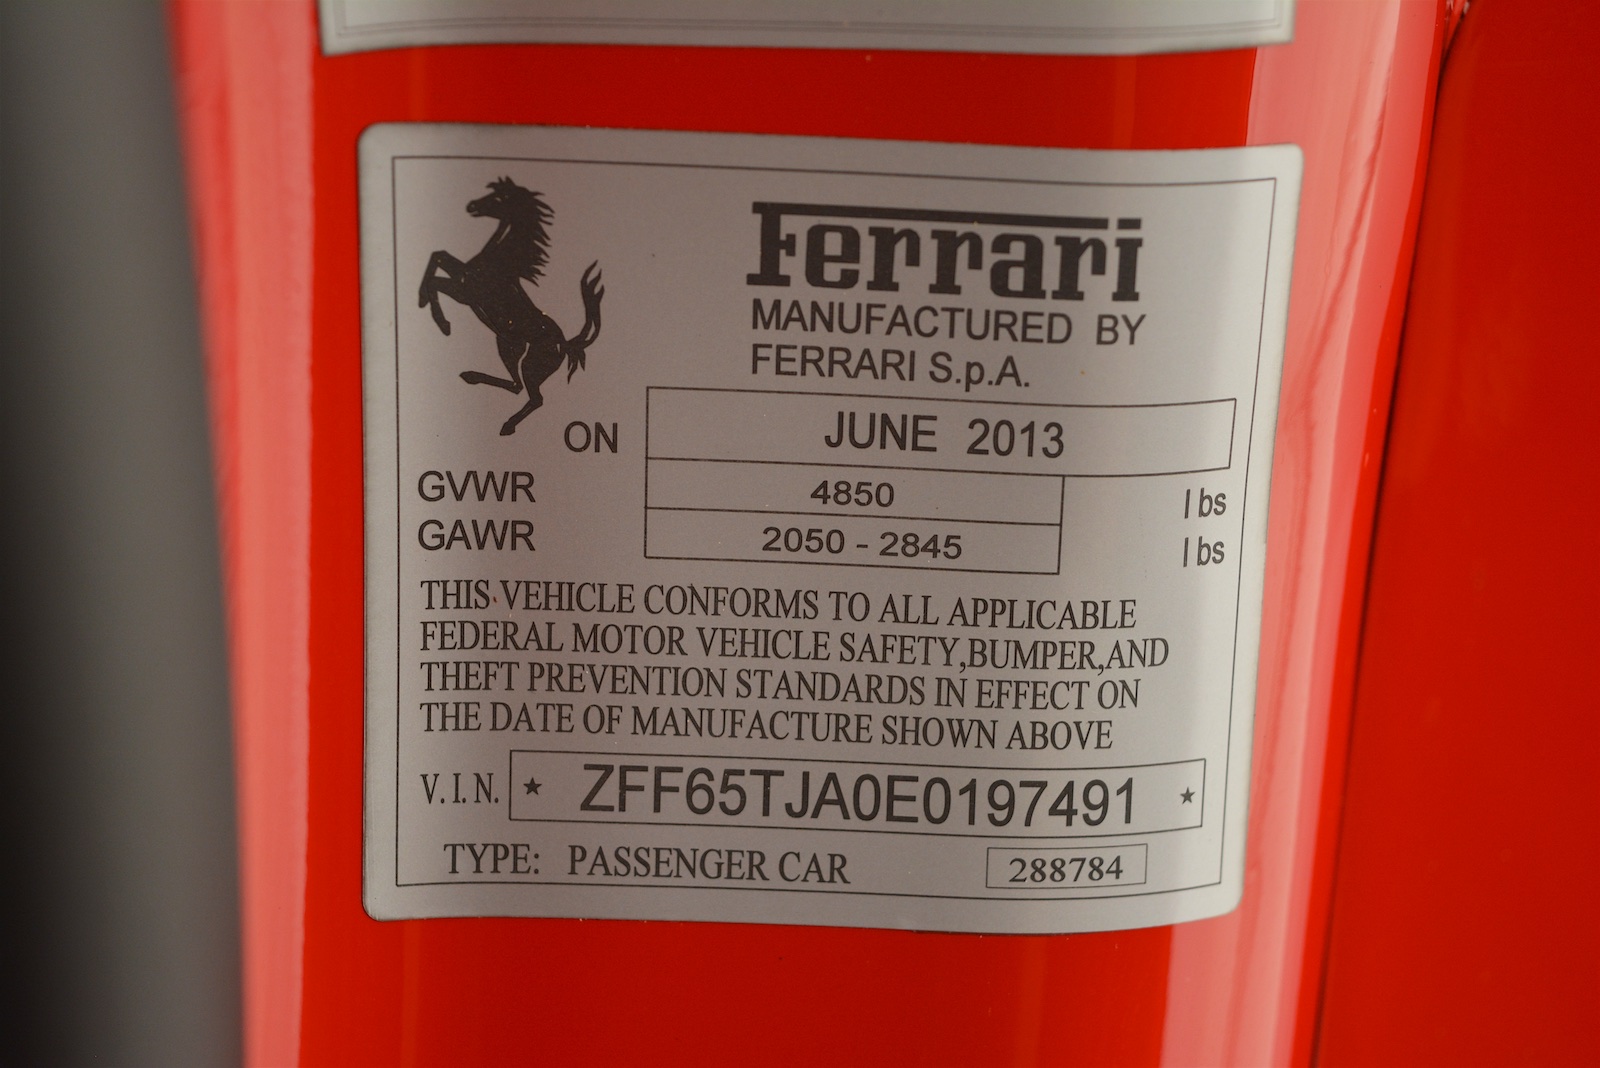 Ferrari
MANUFACTURED BY
FERRARI S.p.A.
ON JUNE 2013
GVWR 4850 lbs
GAWR 2050 - 2845 lbs
THIS VEHICLE CONFORMS TO ALL APPLICABLE
FEDERAL MOTOR VEHICLE SAFETY,BUMPER,AND
THEFT PREVENTION STANDARDS IN EFFECT ON
THE DATE OF MANUFACTURE SHOWN ABOVE
V.I.N. ★ ZFF65TJA0E0197491 ★
TYPE: PASSENGER CAR 288784